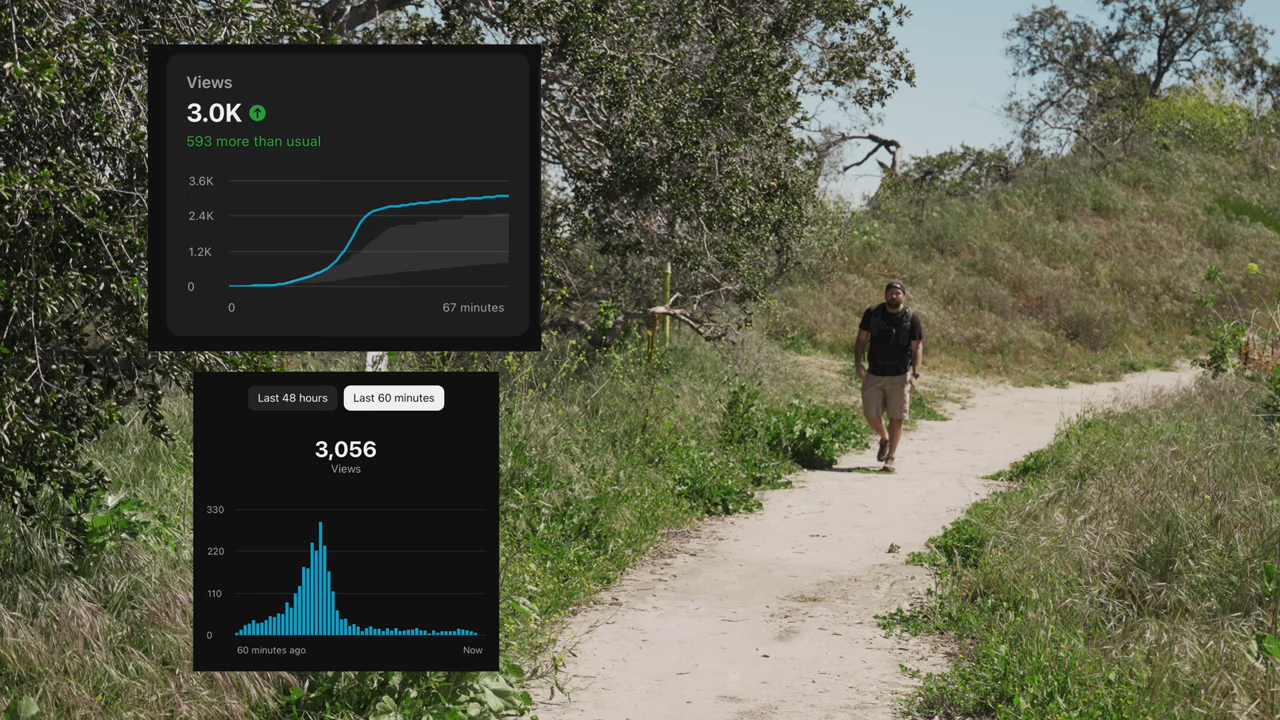 Views
3.0K
593 more than usual
3.6K
2.4K
1.2K
0
0 67 minutes
Last 48 hours Last 60 minutes
3,056
Views
330
220
110
0
60 minutes ago Now